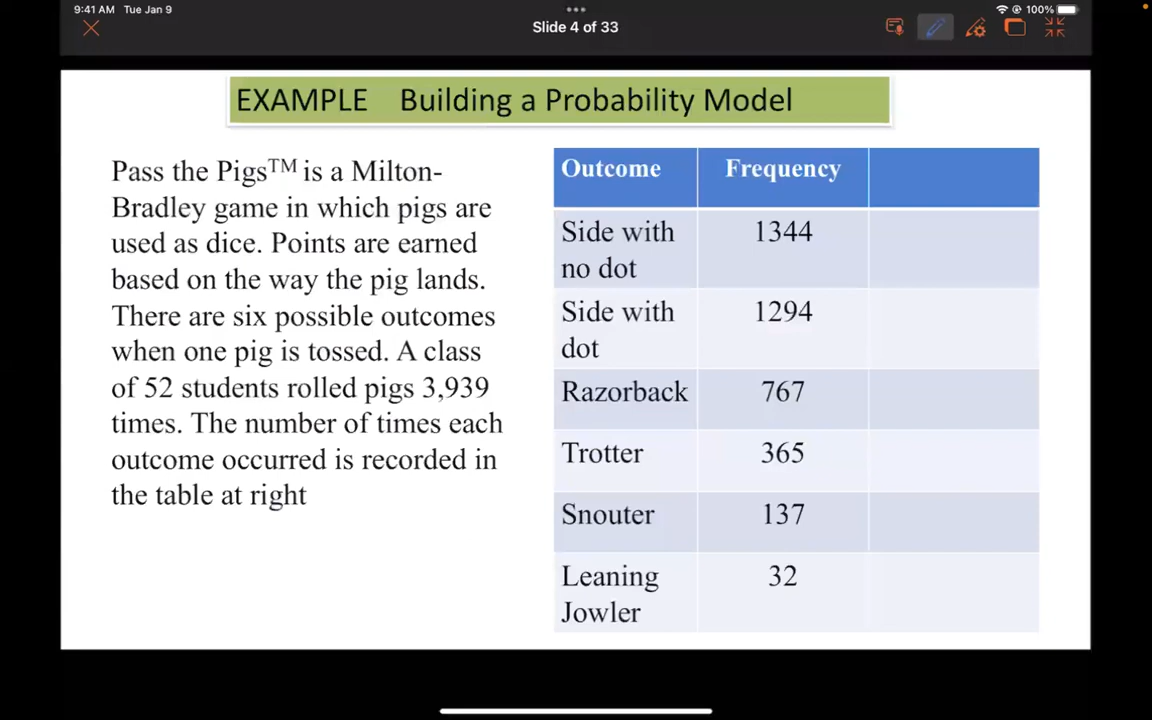 9:41 AM Tue Jan 9
100%
Slide 4 of 33
EXAMPLE Building a Probability Model
Pass the Pigs™ is a Milton-
Bradley game in which pigs are
used as dice. Points are earned
based on the way the pig lands.
There are six possible outcomes
when one pig is tossed. A class
of 52 students rolled pigs 3,939
times. The number of times each
outcome occurred is recorded in
the table at right
Outcome Frequency
Side with 1344
no dot
Side with 1294
dot
Razorback 767
Trotter 365
Snouter 137
Leaning 32
Jowler